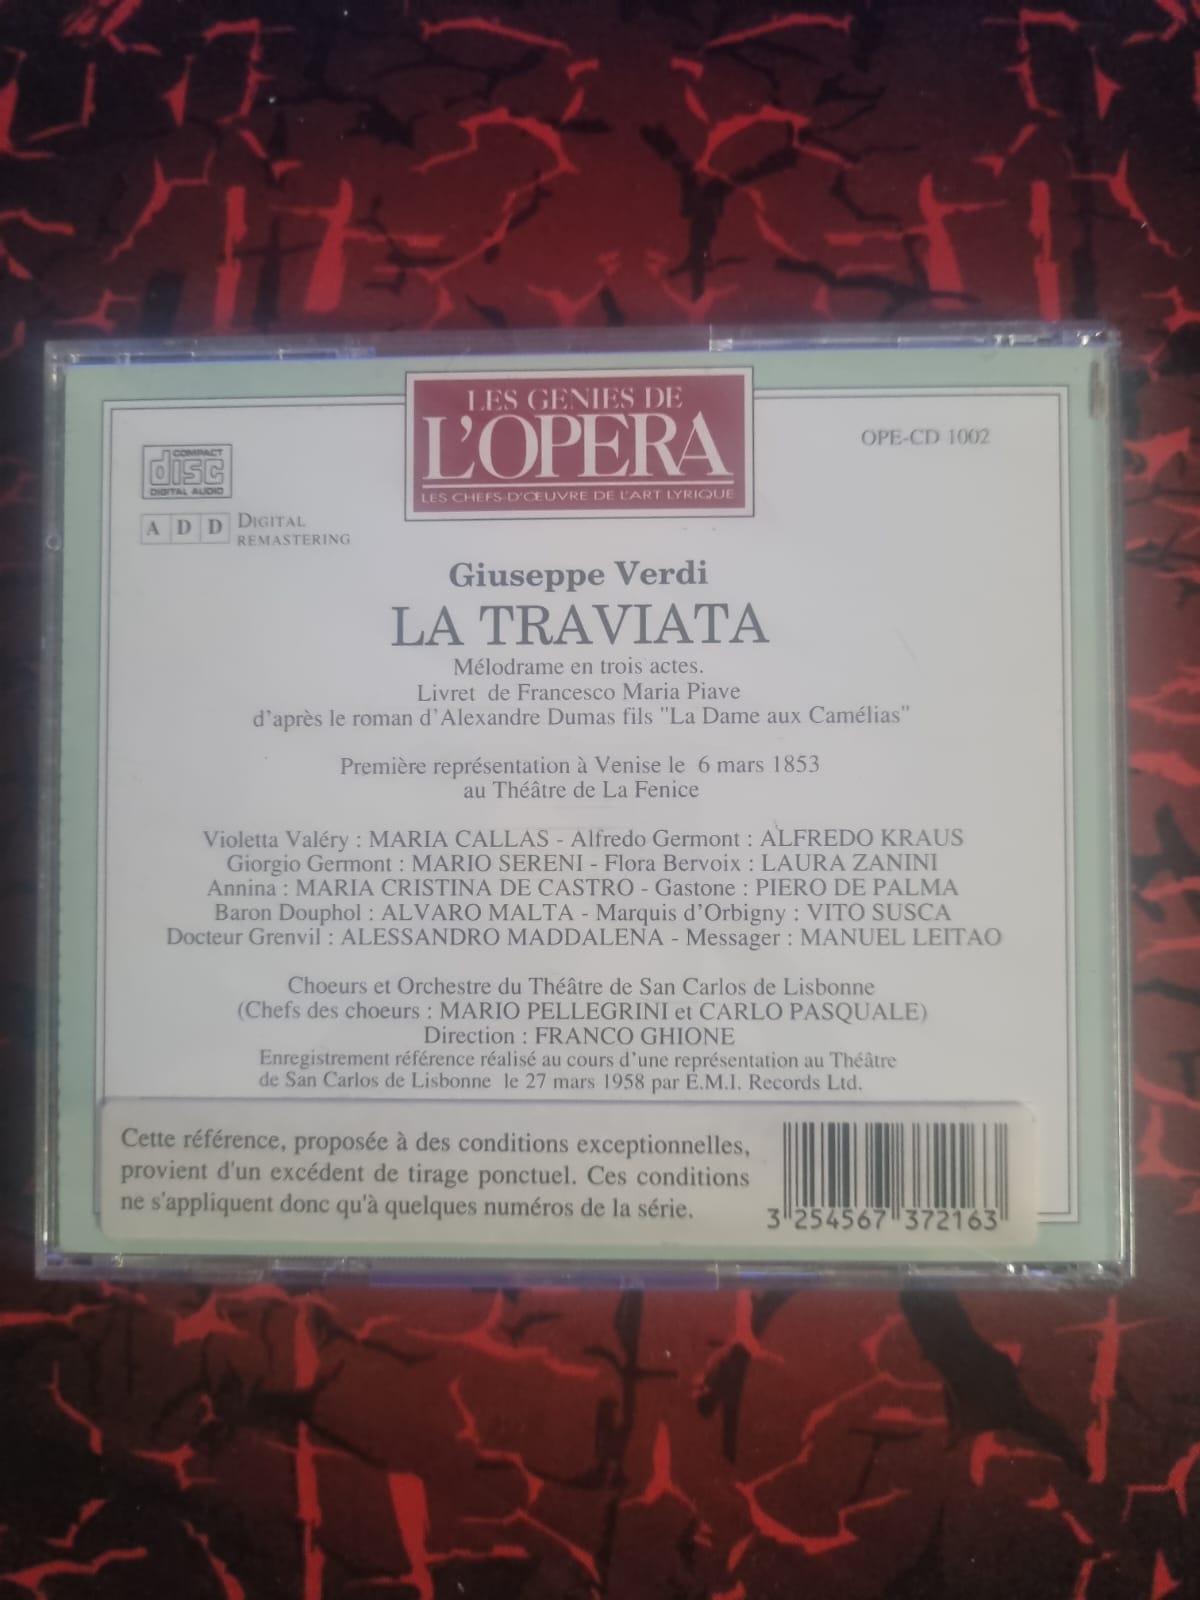 LES GENIES DE
L'OPERA
LES CHEFS-D'ŒUVRE DE L'ART LYRIQUE
OPE-CD 1002
COMPACT
disc
DIGITAL AUDIO
A D D DIGITAL
REMASTERING
Giuseppe Verdi
LA TRAVIATA
Mélodrame en trois actes.
Livret de Francesco Maria Piave
d'après le roman d'Alexandre Dumas fils "La Dame aux Camélias"
Première représentation à Venise le 6 mars 1853
au Théâtre de La Fenice
Violetta Valéry : MARIA CALLAS - Alfredo Germont : ALFREDO KRAUS
Giorgio Germont : MARIO SERENI - Flora Bervoix : LAURA ZANINI
Annina : MARIA CRISTINA DE CASTRO - Gastone : PIERO DE PALMA
Baron Douphol : ALVARO MALTA - Marquis d'Orbigny : VITO SUSCA
Docteur Grenvil : ALESSANDRO MADDALENA - Messager : MANUEL LEITAO
Choeurs et Orchestre du Théâtre de San Carlos de Lisbonne
(Chefs des choeurs : MARIO PELLEGRINI et CARLO PASQUALE)
Direction : FRANCO GHIONE
Enregistrement référence réalisé au cours d'une représentation au Théâtre
de San Carlos de Lisbonne le 27 mars 1958 par E.M.I. Records Ltd.
Cette référence, proposée à des conditions exceptionnelles,
provient d'un excédent de tirage ponctuel. Ces conditions
ne s'appliquent donc qu'à quelques numéros de la série.
3 254567 372163